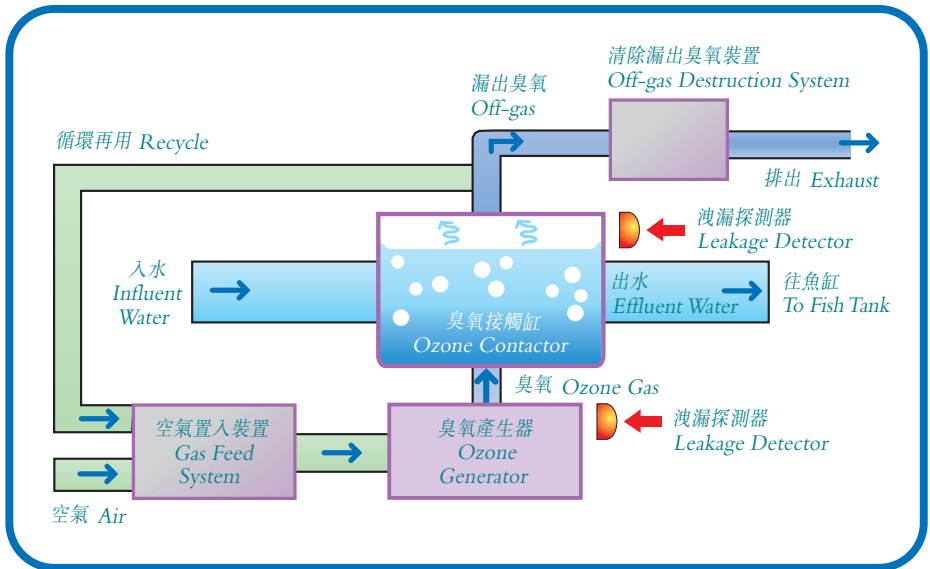 清除漏出臭氧裝置
Off-gas Destruction System
漏出臭氧
Off-gas
循環再用 Recycle
排出 Exhaust
洩漏探測器
Leakage Detector
入水
Influent
Water
出水
Effluent Water
往魚缸
To Fish Tank
臭氧接觸缸
Ozone Contactor
臭氧 Ozone Gas
空氣置入裝置
Gas Feed
System
臭氧產生器
Ozone
Generator
洩漏探測器
Leakage Detector
空氣 Air